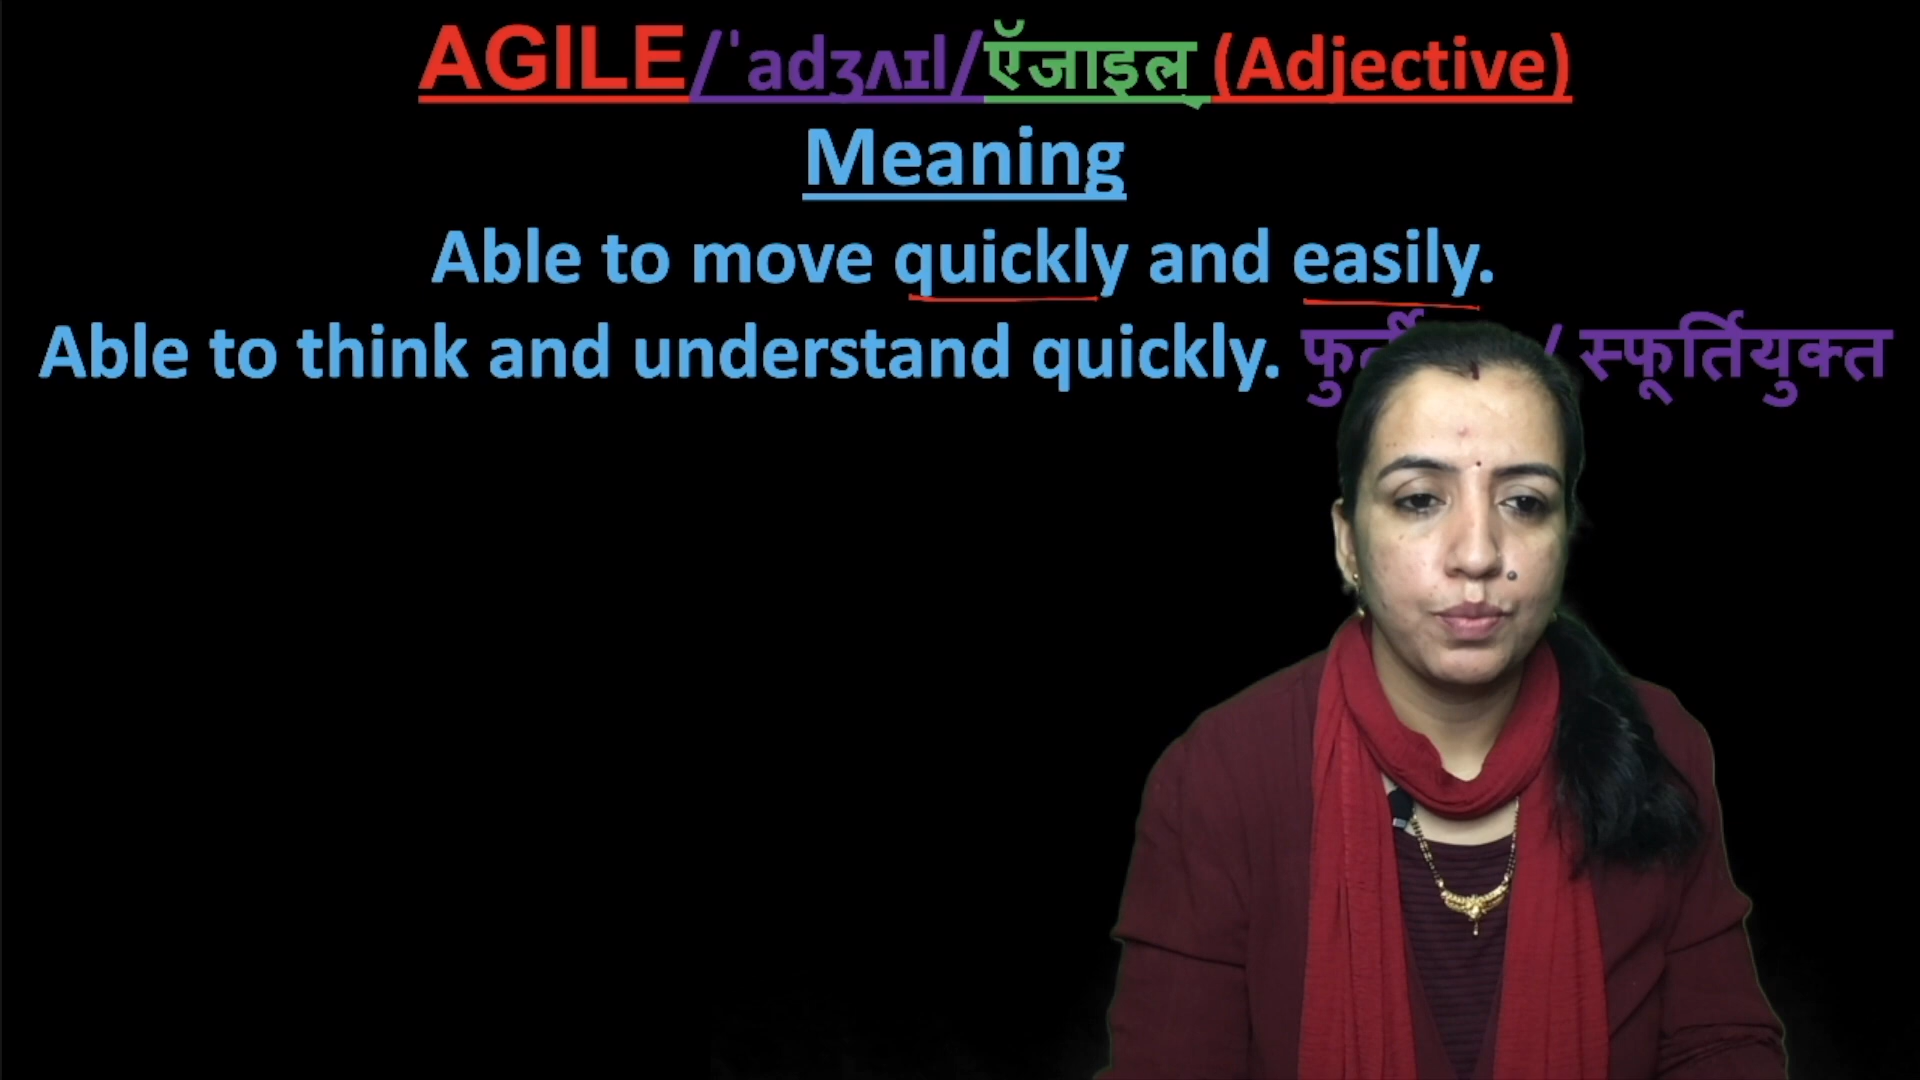 AGILE/ˈadʒʌɪl/ऍजाइल् (Adjective)
Meaning
Able to move quickly and easily.
Able to think and understand quickly. / स्फूर्तियुक्त